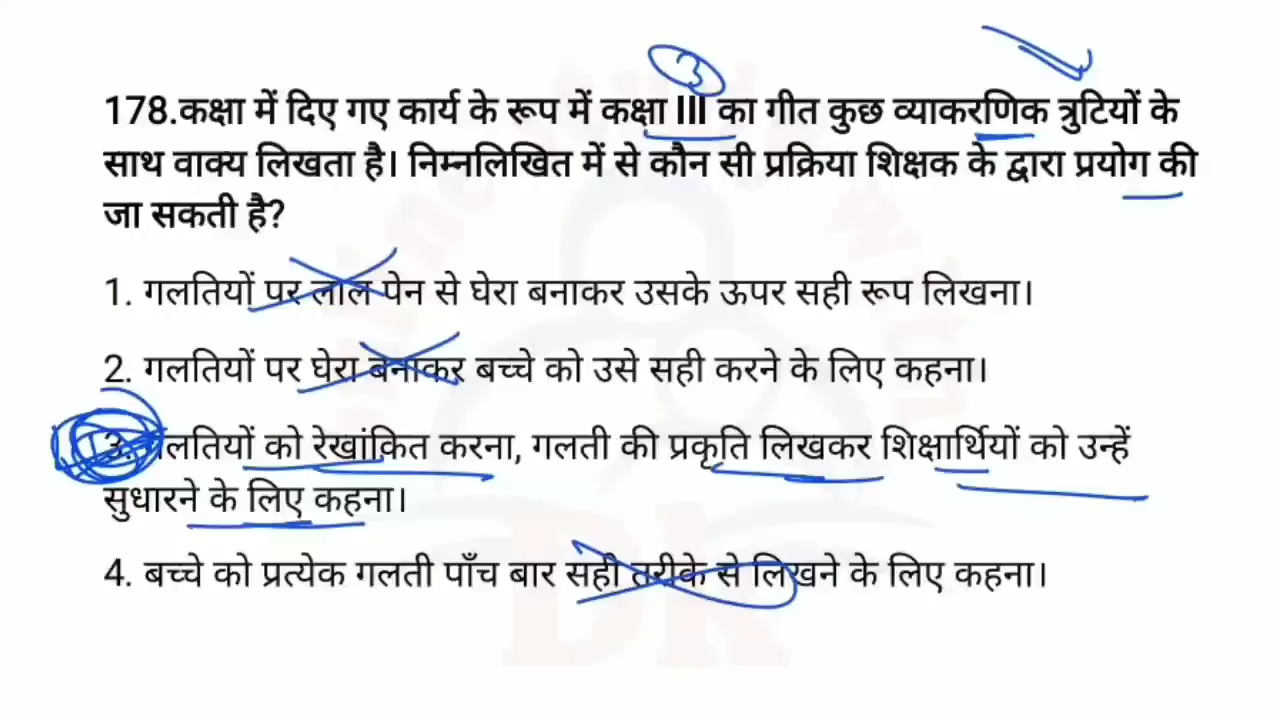 3
178.कक्षा में दिए गए कार्य के रूप में कक्षा III का गीत कुछ व्याकरणिक त्रुटियों के
साथ वाक्य लिखता है। निम्नलिखित में से कौन सी प्रक्रिया शिक्षक के द्वारा प्रयोग की
जा सकती है?
1. गलतियों पर लाल पेन से घेरा बनाकर उसके ऊपर सही रूप लिखना।
2. गलतियों पर घेरा बनाकर बच्चे को उसे सही करने के लिए कहना।
3. गलतियों को रेखांकित करना, गलती की प्रकृति लिखकर शिक्षार्थियों को उन्हें
सुधारने के लिए कहना।
4. बच्चे को प्रत्येक गलती पाँच बार सही तरीके से लिखने के लिए कहना।